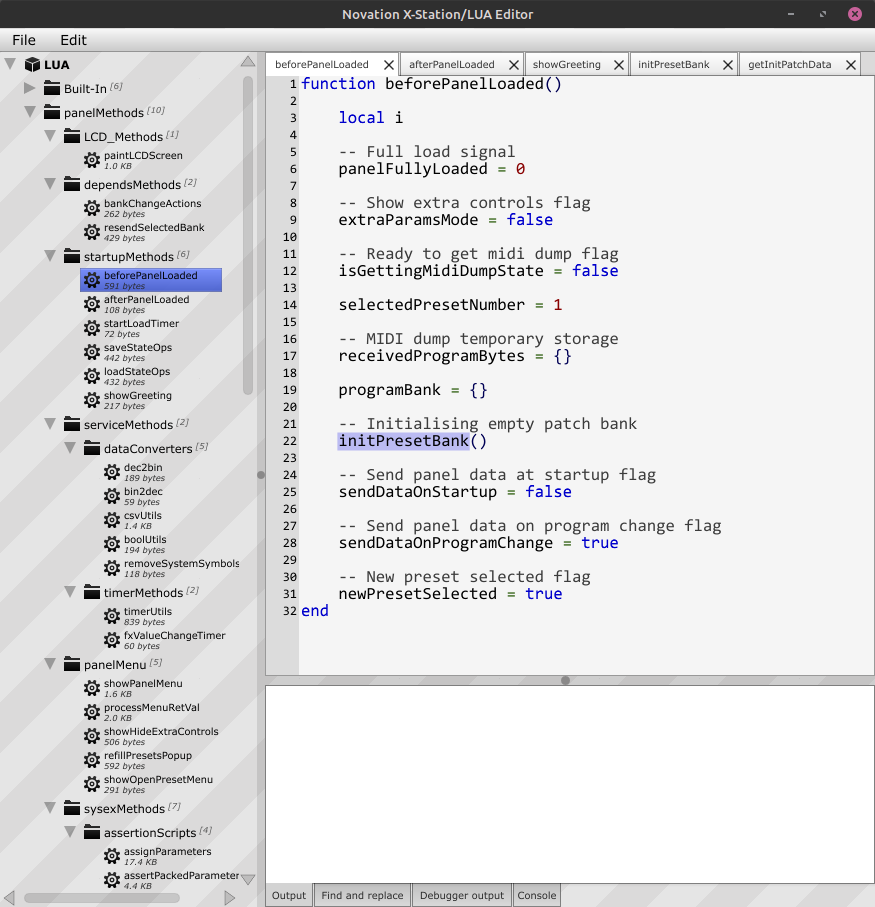 Novation X-Station/LUA Editor
File Edit
LUA
Built-In [6]
panelMethods [10]
LCD_Methods [1]
paintLCDScreen
1.0 KB
dependsMethods [2]
bankChangeActions
262 bytes
resendSelectedBank
429 bytes
startupMethods [6]
beforePanelLoaded
591 bytes
afterPanelLoaded
108 bytes
startLoadTimer
72 bytes
saveStateOps
442 bytes
loadStateOps
432 bytes
showGreeting
217 bytes
serviceMethods [2]
dataConverters [5]
dec2bin
189 bytes
bin2dec
59 bytes
csvUtils
1.4 KB
boolUtils
194 bytes
removeSystemSymbols
118 bytes
timerMethods [2]
timerUtils
839 bytes
fxValueChangeTimer
60 bytes
panelMenu [5]
showPanelMenu
1.6 KB
processMenuRetVal
2.0 KB
showHideExtraControls
506 bytes
refillPresetsPopup
592 bytes
showOpenPresetMenu
291 bytes
sysexMethods [7]
assertionScripts [4]
assignParameters
17.4 KB
assertPackedParameter
4.4 KB
beforePanelLoaded afterPanelLoaded showGreeting initPresetBank getInitPatchData
1 function beforePanelLoaded()
2
3 local i
4
5 -- Full load signal
6 panelFullyLoaded = 0
7
8 -- Show extra controls flag
9 extraParamsMode = false
10
11 -- Ready to get midi dump flag
12 isGettingMidiDumpState = false
13
14 selectedPresetNumber = 1
15
16 -- MIDI dump temporary storage
17 receivedProgramBytes = {}
18
19 programBank = {}
20
21 -- Initialising empty patch bank
22 initPresetBank()
23
24 -- Send panel data at startup flag
25 sendDataOnStartup = false
26
27 -- Send panel data on program change flag
28 sendDataOnProgramChange = true
29
30 -- New preset selected flag
31 newPresetSelected = true
32 end
Output Find and replace Debugger output Console